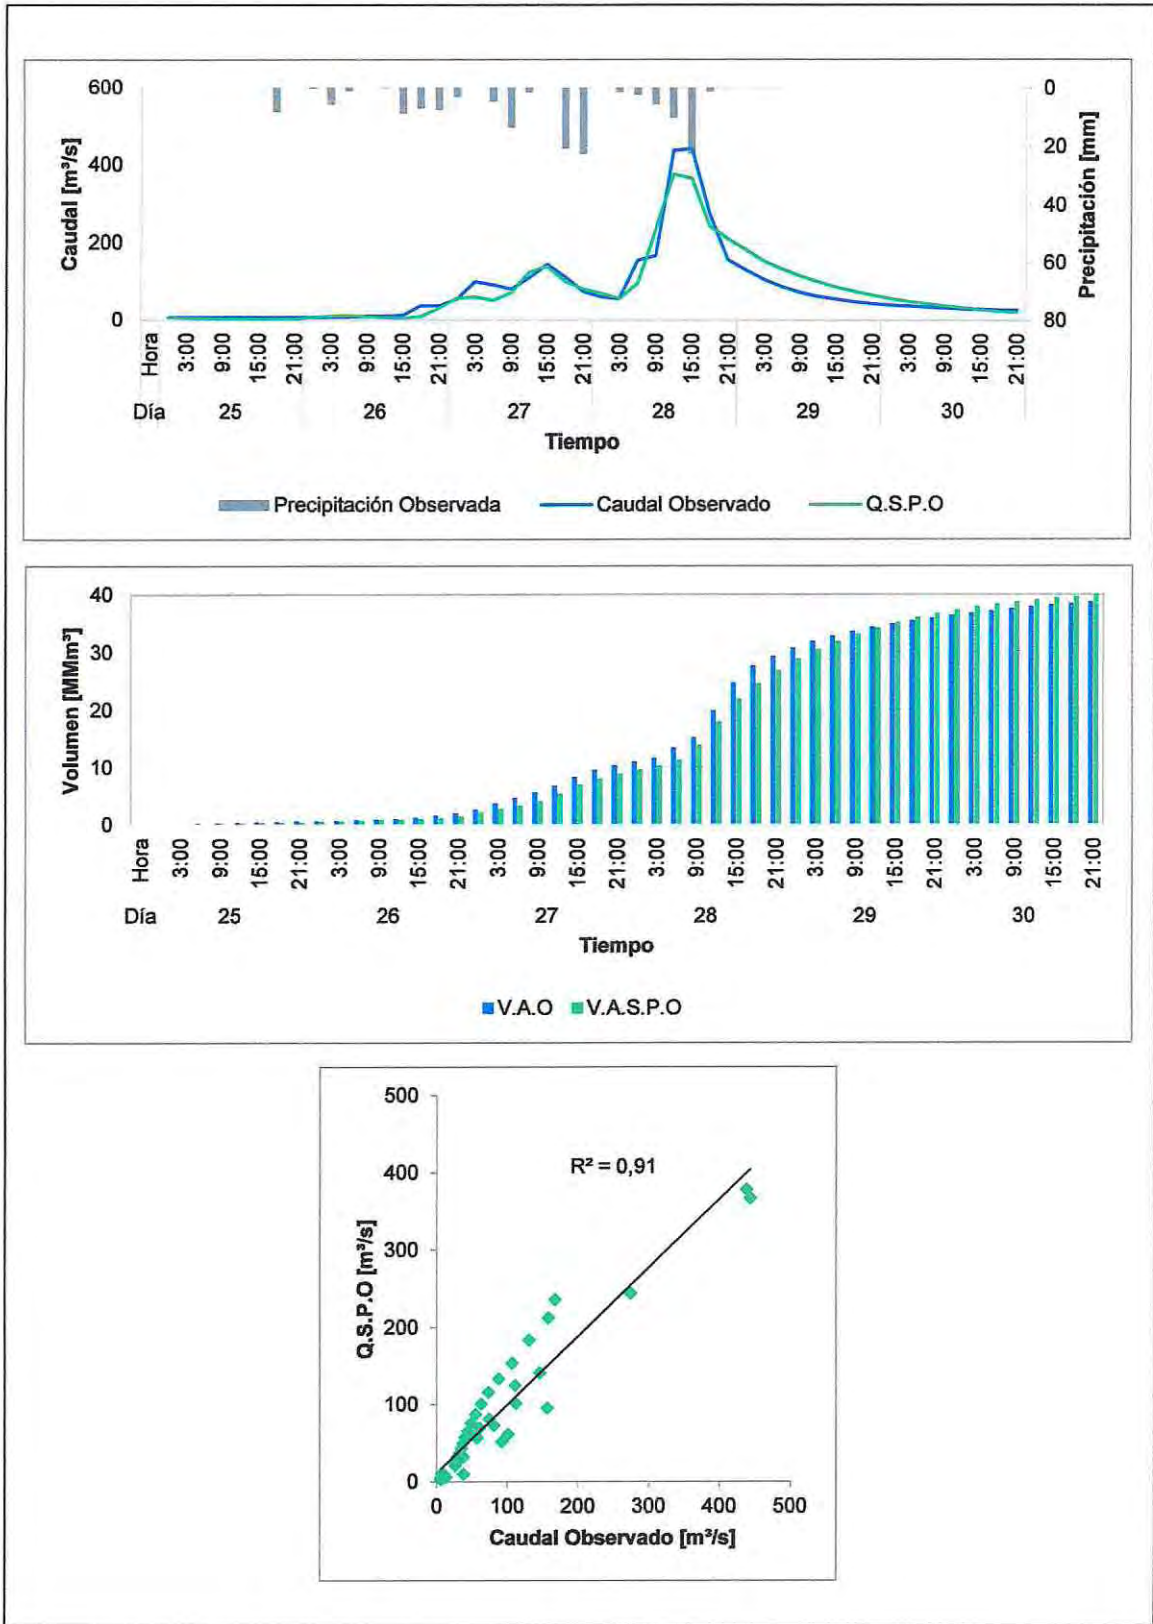 600
400
200
0
Caudal [m³/s]
0
20
40
60
80
Precipitación [mm]
Hora 3:00 9:00 15:00 21:00 3:00 9:00 15:00 21:00 3:00 9:00 15:00 21:00 3:00 9:00 15:00 21:00 3:00 9:00 15:00 21:00 3:00 9:00 15:00 21:00
Día 25 26 27 28 29 30
Tiempo
Precipitación Observada Caudal Observado Q.S.P.O
40
30
20
10
0
Volumen [MMm³]
Hora 3:00 9:00 15:00 21:00 3:00 9:00 15:00 21:00 3:00 9:00 15:00 21:00 3:00 9:00 15:00 21:00 3:00 9:00 15:00 21:00 3:00 9:00 15:00 21:00
Día 25 26 27 28 29 30
Tiempo
V.A.O V.A.S.P.O
500
400
300
200
100
0
Q.S.P.O [m³/s]
R² = 0,91
0 100 200 300 400 500
Caudal Observado [m³/s]